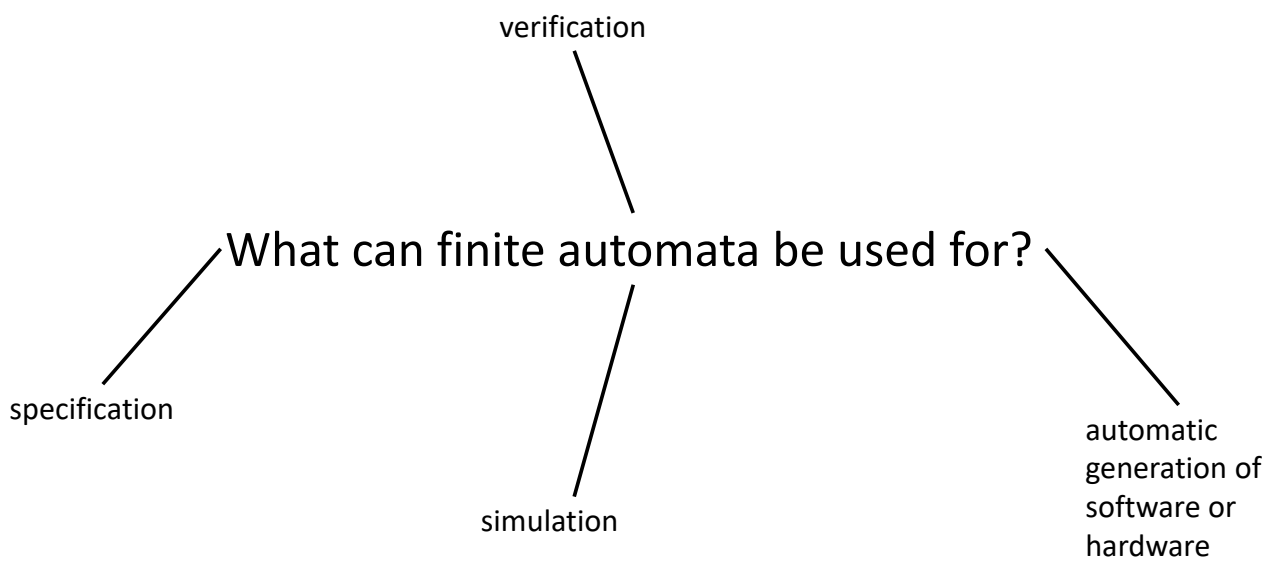 verification
What can finite automata be used for?
specification
simulation
automatic
generation of
software or
hardware